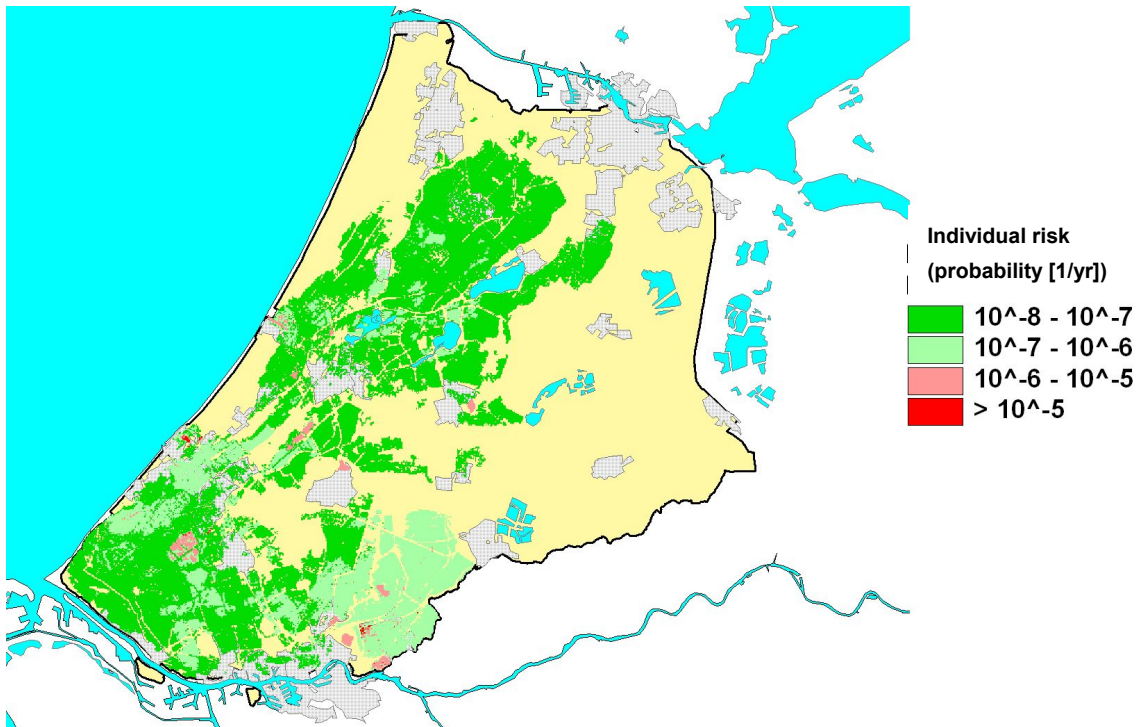 Individual risk
(probability [1/yr])
10^-8 - 10^-7
10^-7 - 10^-6
10^-6 - 10^-5
> 10^-5